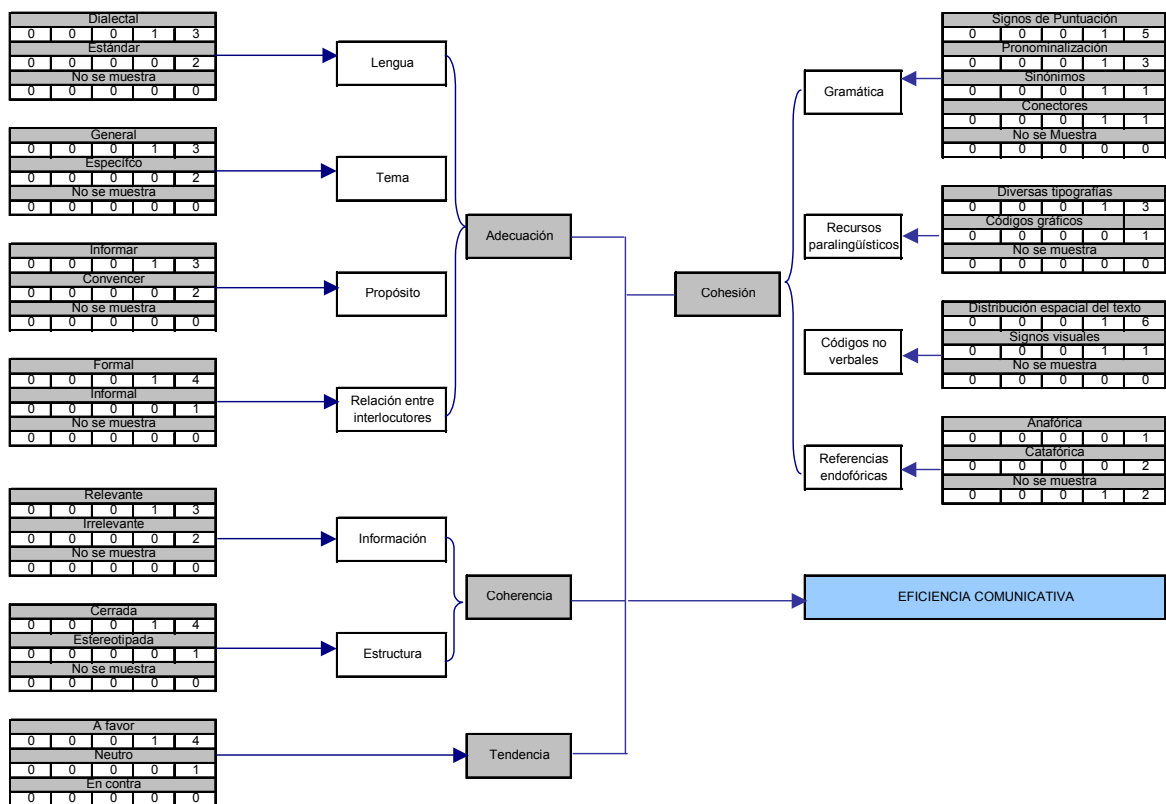 Dialectal
0 0 0 1 3
Estándar
0 0 0 0 2
No se muestra
0 0 0 0 0
Lengua
General
0 0 0 1 3
Específco
0 0 0 0 2
No se muestra
0 0 0 0 0
Tema
Informar
0 0 0 1 3
Convencer
0 0 0 0 2
No se muestra
0 0 0 0 0
Propósito
Formal
0 0 0 1 4
Informal
0 0 0 0 1
No se muestra
0 0 0 0 0
Relación entre
interlocutores
Adecuación
Relevante
0 0 0 1 3
Irrelevante
0 0 0 0 2
No se muestra
0 0 0 0 0
Información
Cerrada
0 0 0 1 4
Estereotipada
0 0 0 0 1
No se muestra
0 0 0 0 0
Estructura
Coherencia
A favor
0 0 0 1 4
Neutro
0 0 0 0 1
En contra
0 0 0 0 0
Tendencia
Cohesión
Gramática
Signos de Puntuación
0 0 0 1 5
Pronominalización
0 0 0 1 3
Sinónimos
0 0 0 1 1
Conectores
0 0 0 1 1
No se Muestra
0 0 0 0 0
Recursos
paralingüísticos
Diversas tipografías
0 0 0 1 3
Códigos gráficos
0 0 0 0 1
No se muestra
0 0 0 0 0
Códigos no
verbales
Distribución espacial del texto
0 0 0 1 6
Signos visuales
0 0 0 1 1
No se muestra
0 0 0 0 0
Referencias
endofóricas
Anafórica
0 0 0 0 1
Catafórica
0 0 0 0 2
No se muestra
0 0 0 1 2
EFICIENCIA COMUNICATIVA